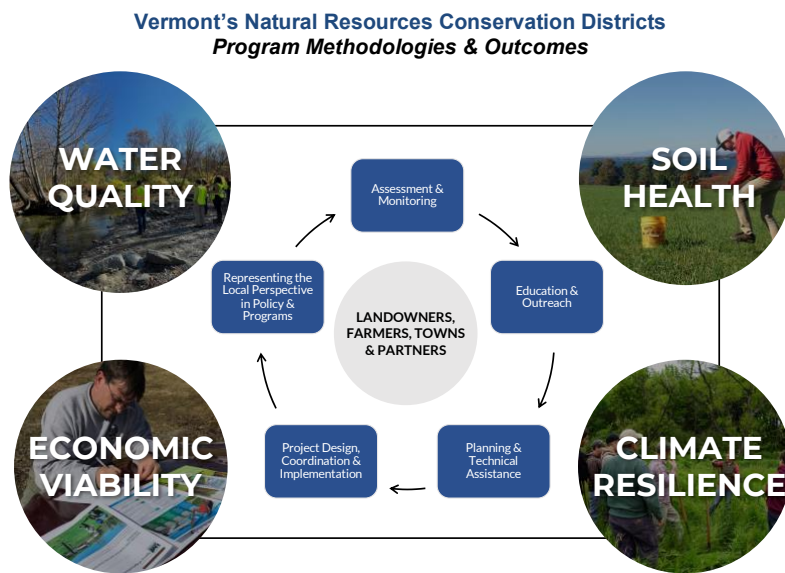 Vermont's Natural Resources Conservation Districts
Program Methodologies & Outcomes
WATER
QUALITY
SOIL
HEALTH
Assessment &
Monitoring
Representing the
Local Perspective
in Policy &
Programs
Education &
Outreach
LANDOWNERS,
FARMERS, TOWNS
& PARTNERS
ECONOMIC
VIABILITY
Project Design,
Coordination &
Implementation
Planning &
Technical
Assistance
CLIMATE
RESILIENCE